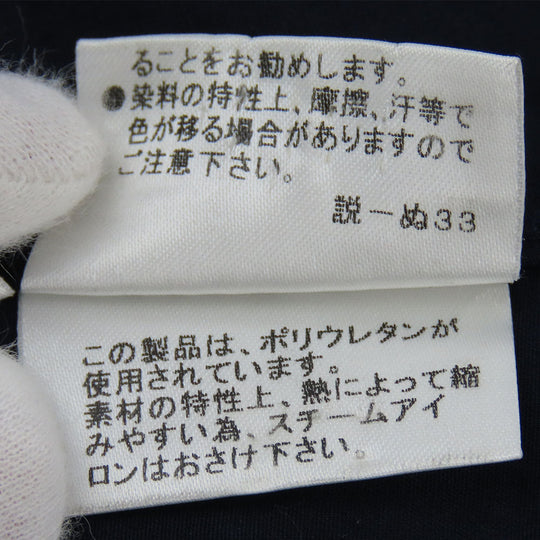 ることをお勧めします。
●染料の特性上、摩擦、汗等で
色が移る場合がありますので
ご注意下さい。
説ーぬ33
この製品は、ポリウレタンが
使用されています。
素材の特性上、熱によって縮
みやすい為、スチームアイ
ロンはおさけ下さい。